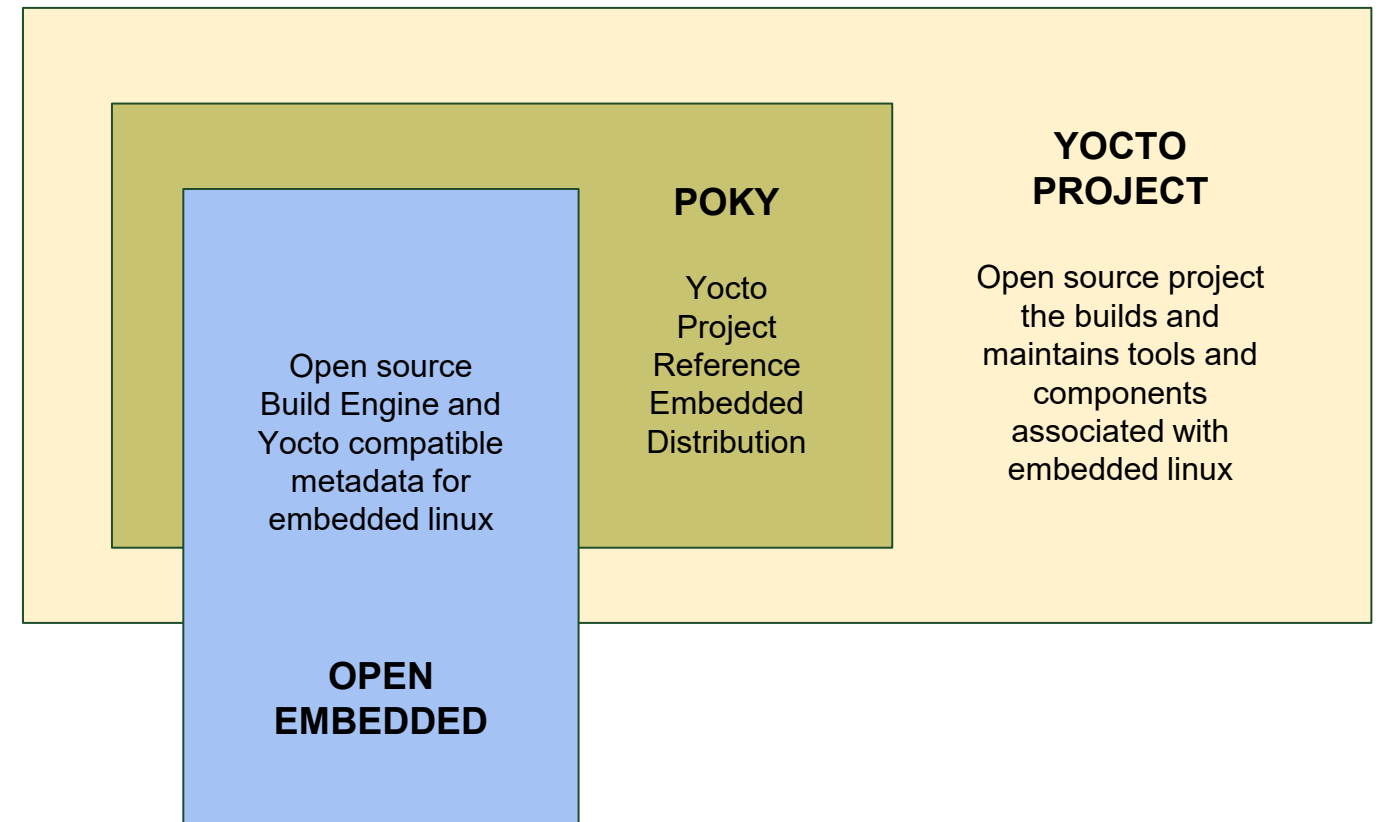 YOCTO
PROJECT
Open source project
the builds and
maintains tools and
components
associated with
embedded linux
POKY
Yocto
Project
Reference
Embedded
Distribution
Open source
Build Engine and
Yocto compatible
metadata for
embedded linux
OPEN
EMBEDDED